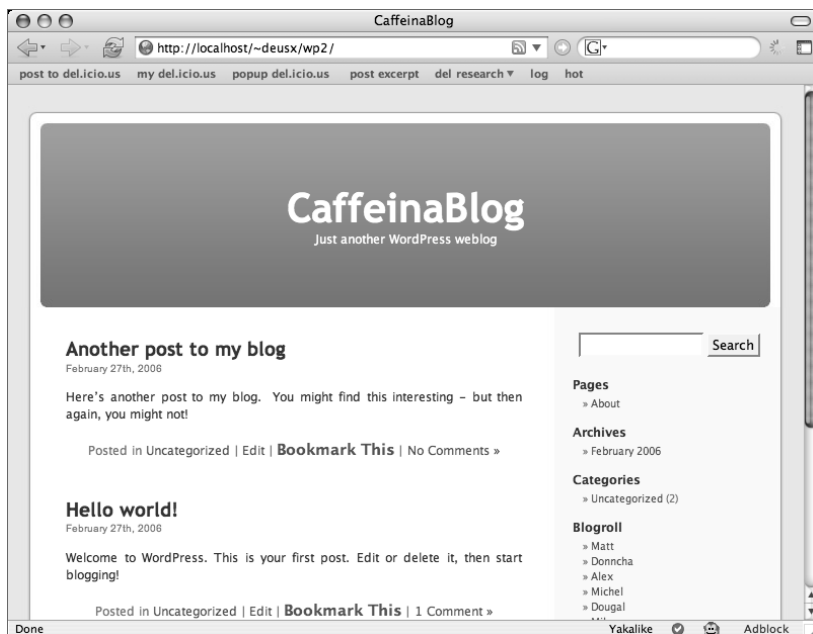 CaffeinaBlog
http://localhost/~deusx/wp2/
G
post to del.icio.us my del.icio.us popup del.icio.us post excerpt del research log hot
CaffeinaBlog
Just another WordPress weblog
Another post to my blog
February 27th, 2006
Here's another post to my blog. You might find this interesting – but then
again, you might not!
Posted in Uncategorized | Edit | Bookmark This | No Comments »
Hello world!
February 27th, 2006
Welcome to WordPress. This is your first post. Edit or delete it, then start
blogging!
Posted in Uncategorized | Edit | Bookmark This | 1 Comment »
Search
Pages
» About
Archives
» February 2006
Categories
» Uncategorized (2)
Blogroll
» Matt
» Donncha
» Alex
» Michel
» Dougal
Done Yakalike Adblock